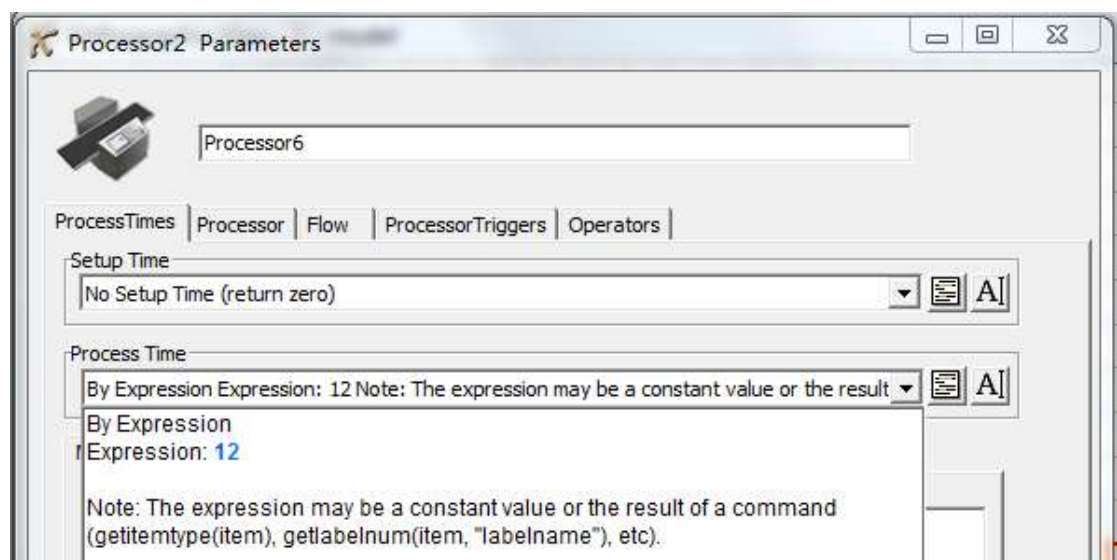 Processor2 Parameters
Processor6
ProcessTimes Processor Flow ProcessorTriggers Operators
Setup Time
No Setup Time (return zero)
A
Process Time
By Expression Expression: 12 Note: The expression may be a constant value or the result
A
By Expression
Expression: 12
Note: The expression may be a constant value or the result of a command
(getitemtype(item), getlabelnum(item, "labelname"), etc).